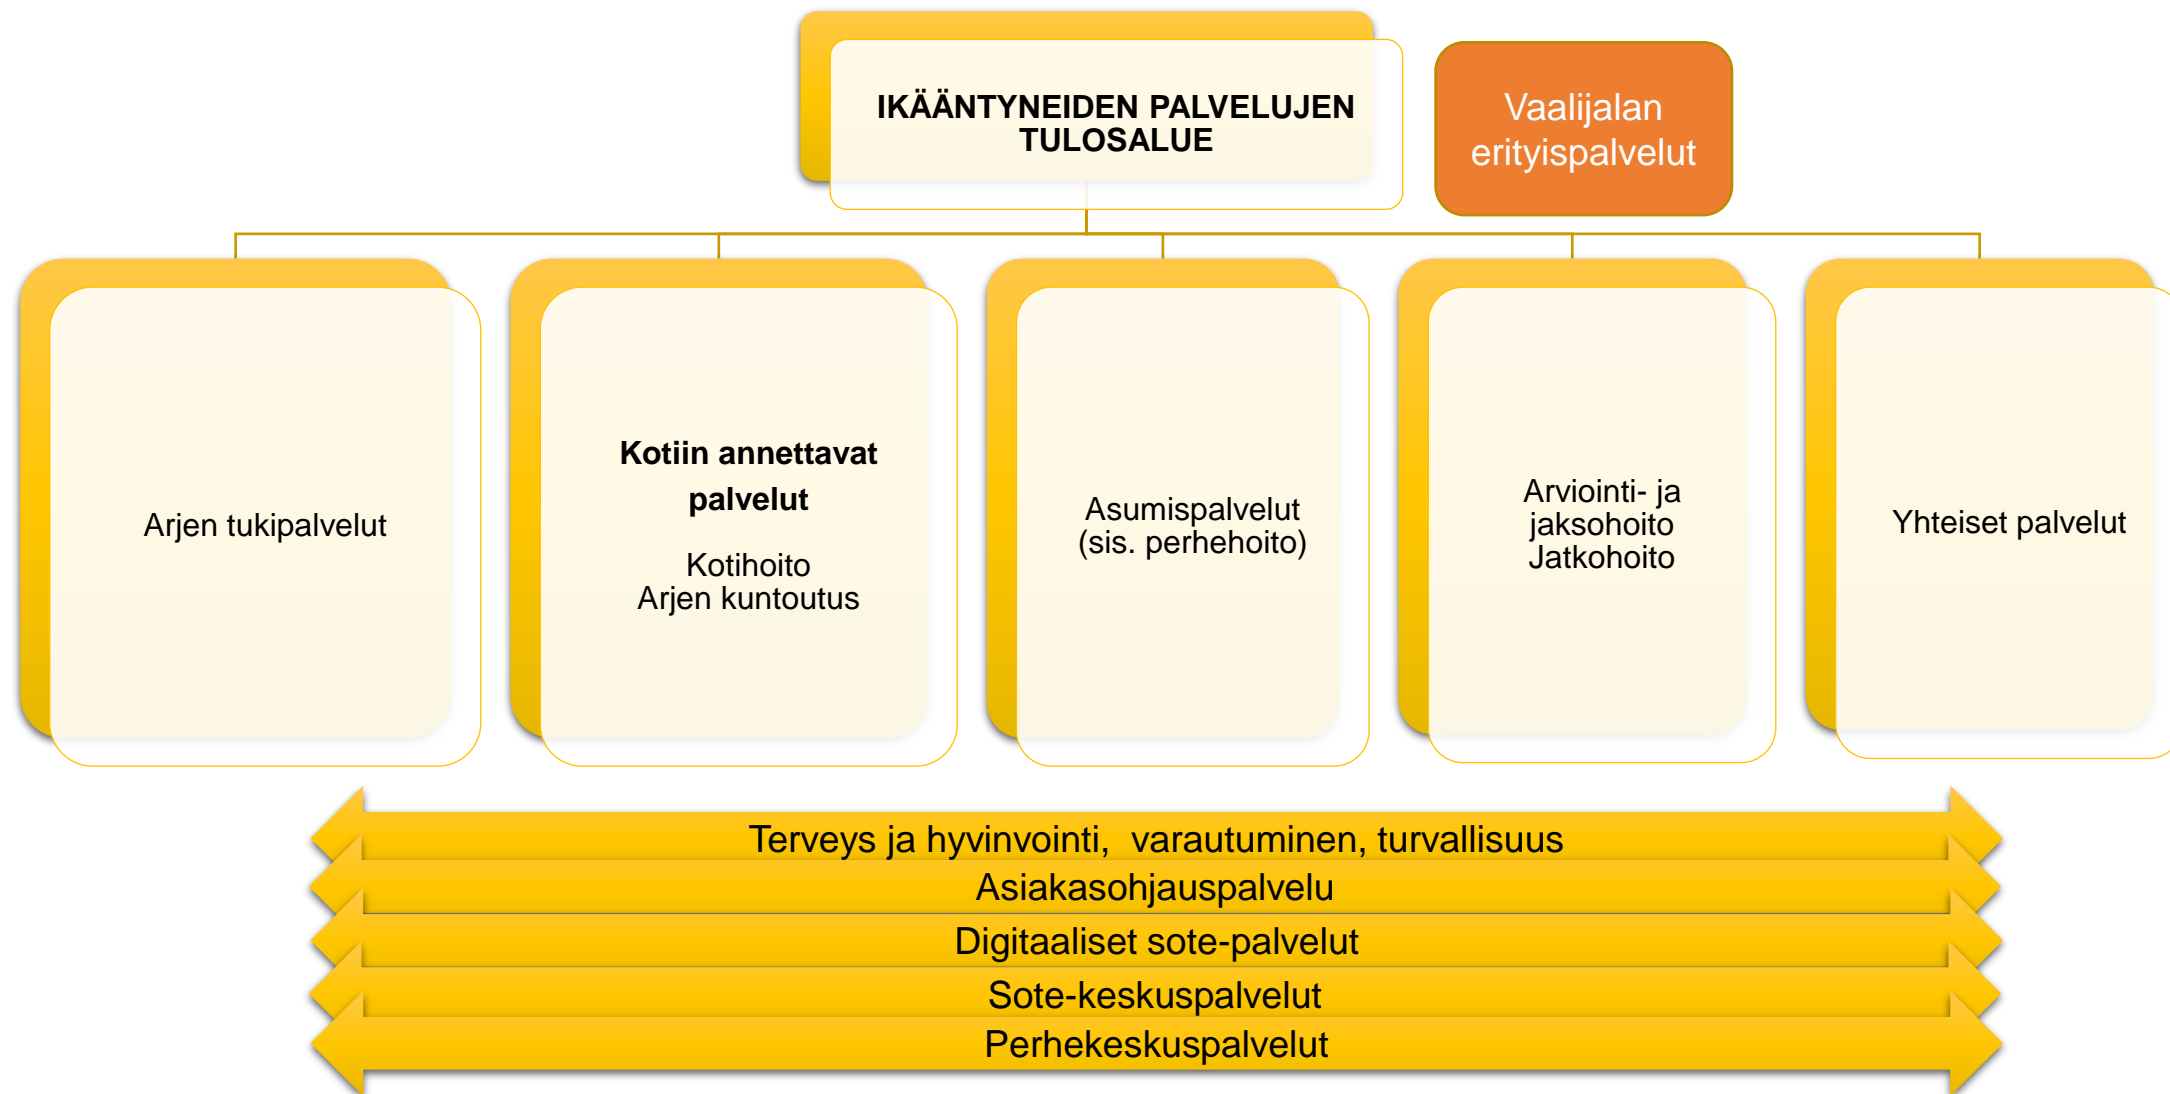 IKÄÄNTYNEIDEN PALVELUJEN
TULOSALUE
Vaalijalan
erityispalvelut
Arjen tukipalvelut
Kotiin annettavat
palvelut
Kotihoito
Arjen kuntoutus
Asumispalvelut
(sis. perhehoito)
Arviointi- ja
jaksohoito
Jatkohoito
Yhteiset palvelut
Terveys ja hyvinvointi, varautuminen, turvallisuus
Asiakasohjauspalvelu
Digitaaliset sote-palvelut
Sote-keskuspalvelut
Perhekeskuspalvelut